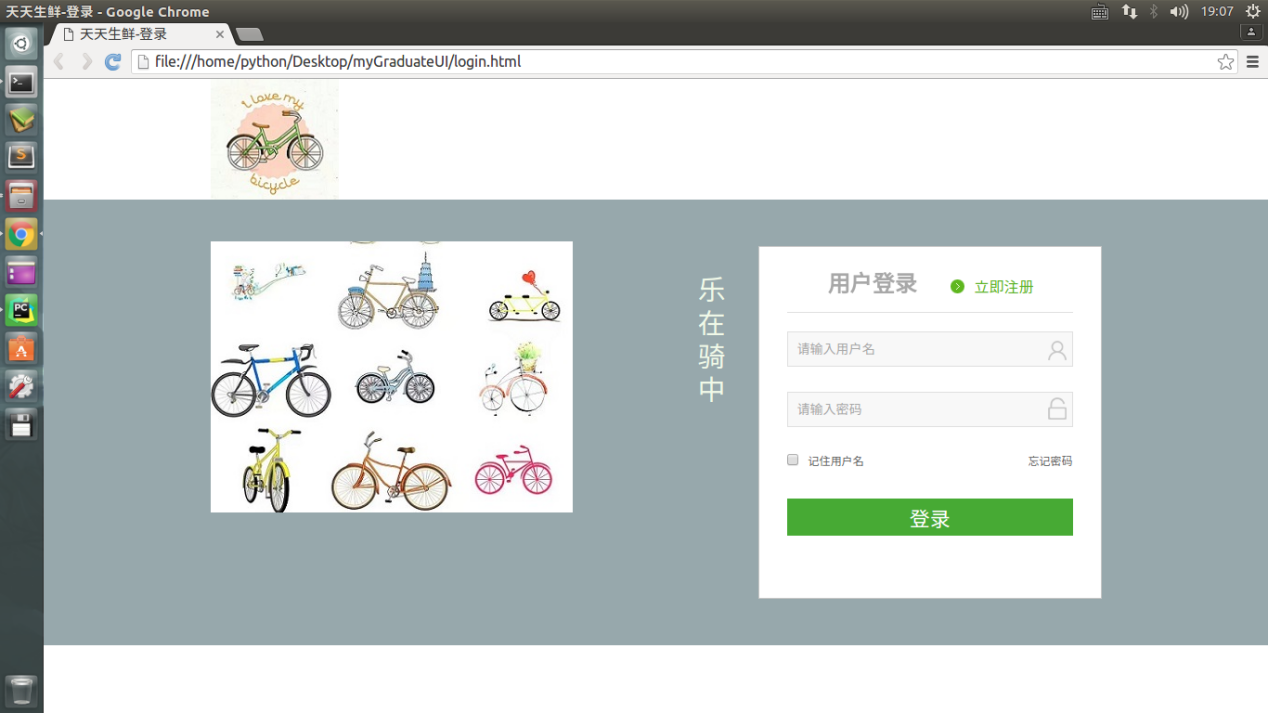 天天生鲜-登录 - Google Chrome
19:07
天天生鲜-登录
file:///home/python/Desktop/myGraduateUI/login.html
I love my
bicycle
乐在骑中
用户登录 立即注册
请输入用户名
请输入密码
记住用户名 忘记密码
登录
PC
S
A